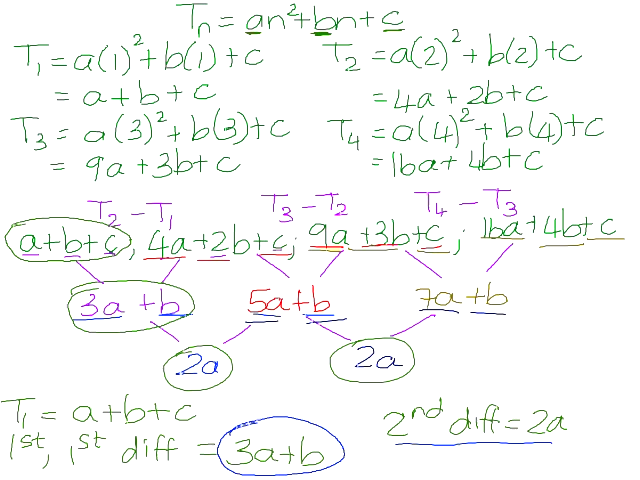 Tₙ = an² + bn + c
T₁ = a(1)² + b(1) + c
= a + b + c
T₂ = a(2)² + b(2) + c
= 4a + 2b + c
T₃ = a(3)² + b(3) + c
= 9a + 3b + c
T₄ = a(4)² + b(4) + c
= 16a + 4b + c
T₂ − T₁ T₃ − T₂ T₄ − T₃
a+b+c; 4a+2b+c; 9a+3b+c; 16a+4b+c
3a + b 5a + b 7a + b
2a 2a
T₁ = a + b + c
1st, 1st diff = 3a+b
2nd diff = 2a